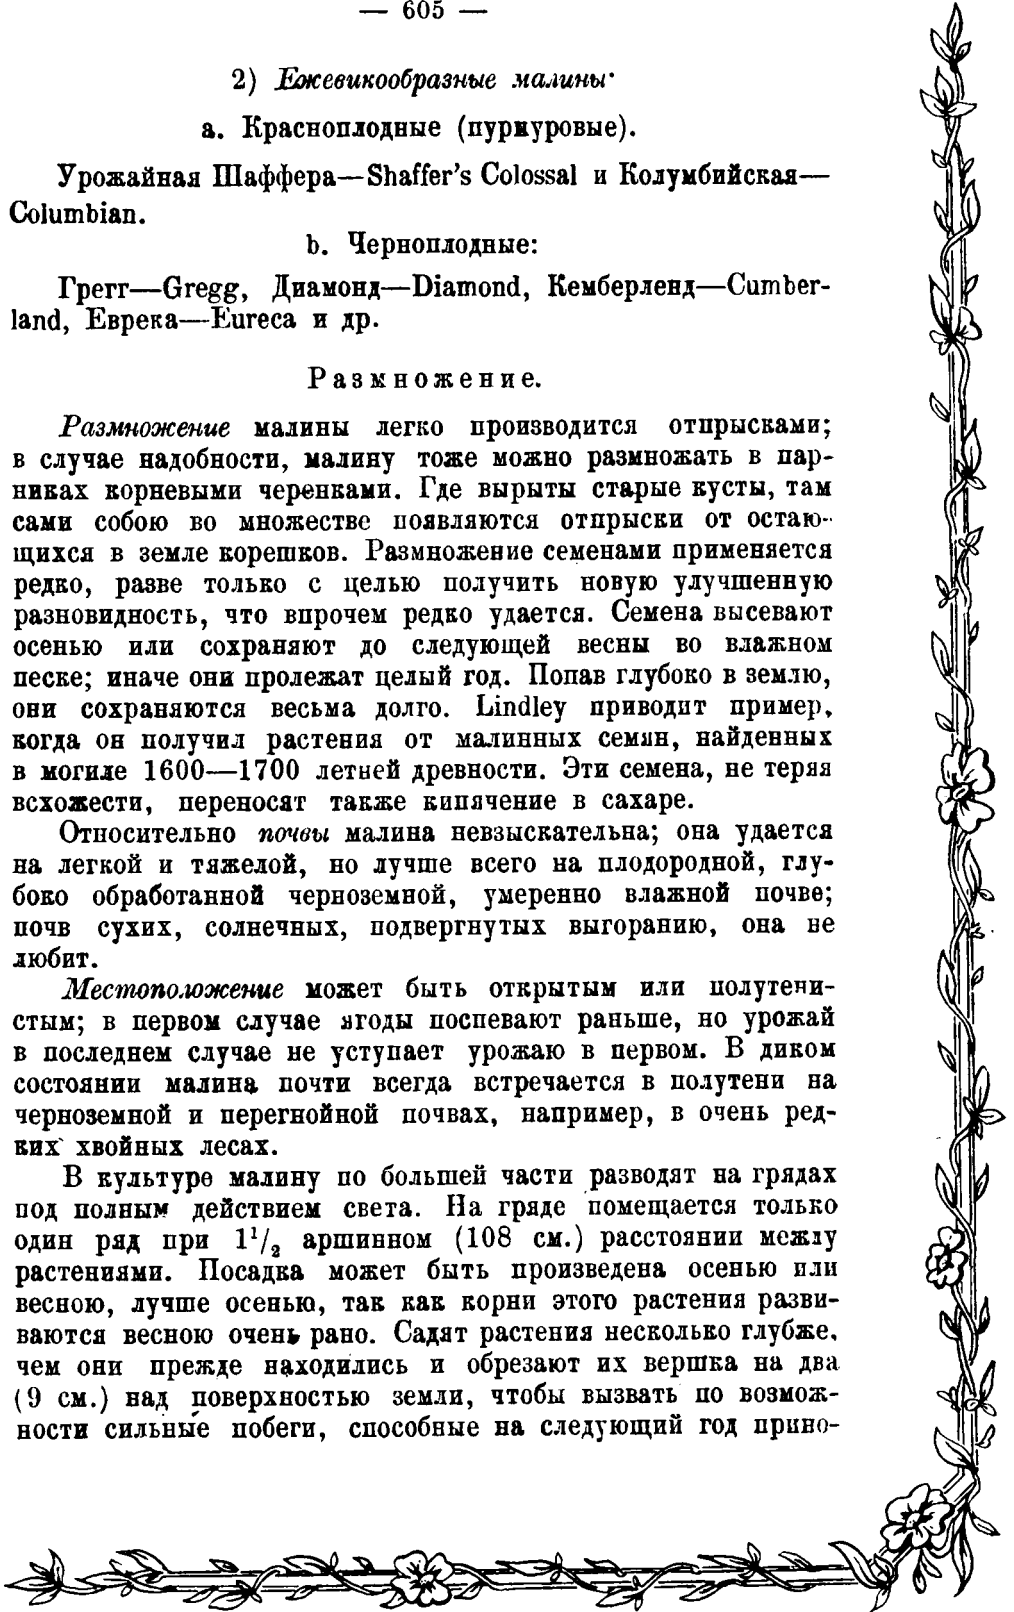 — 605 —
2) Ежевикообразные малины
a. Красноплодные (пурпуровые).
Урожайная Шаффера—Shaffer's Colossal и Колумбийская—
Columbian.
b. Черноплодные:
Грегг—Gregg, Диамонд—Diamond, Кемберленд—Cumber-
land, Еврека—Eureca и др.
Размножение.
Размножение малины легко производится отпрысками;
в случае надобности, малину тоже можно размножать в пар-
никах корневыми черенками. Где вырыты старые кусты, там
сами собою во множестве появляются отпрыски от остаю-
щихся в земле корешков. Размножение семенами применяется
редко, разве только с целью получить новую улучшенную
разновидность, что впрочем редко удается. Семена высевают
осенью или сохраняют до следующей весны во влажном
песке; иначе они пролежат целый год. Попав глубоко в землю,
они сохраняются весьма долго. Lindley приводит пример,
когда он получил растения от малинных семян, найденных
в могиле 1600—1700 летней древности. Эти семена, не теряя
всхожести, переносят также кипячение в сахаре.
Относительно почвы малина невзыскательна; она удается
на легкой и тяжелой, но лучше всего на плодородной, глу-
боко обработанной черноземной, умеренно влажной почве;
почв сухих, солнечных, подвергнутых выгоранию, она не
любит.
Местоположение может быть открытым или полутени-
стым; в первом случае ягоды поспевают раньше, но урожай
в последнем случае не уступает урожаю в первом. В диком
состоянии малина почти всегда встречается в полутени на
черноземной и перегнойной почвах, например, в очень ред-
ких хвойных лесах.
В культуре малину по большей части разводят на грядах
под полным действием света. На гряде помещается только
один ряд при 1¹/₂ аршинном (108 см.) расстоянии между
растениями. Посадка может быть произведена осенью или
весною, лучше осенью, так как корни этого растения разви-
ваются весною очень рано. Садят растения несколько глубже,
чем они прежде находились и обрезают их вершка на два
(9 см.) над поверхностью земли, чтобы вызвать по возмож-
ности сильные побеги, способные на следующий год прино-